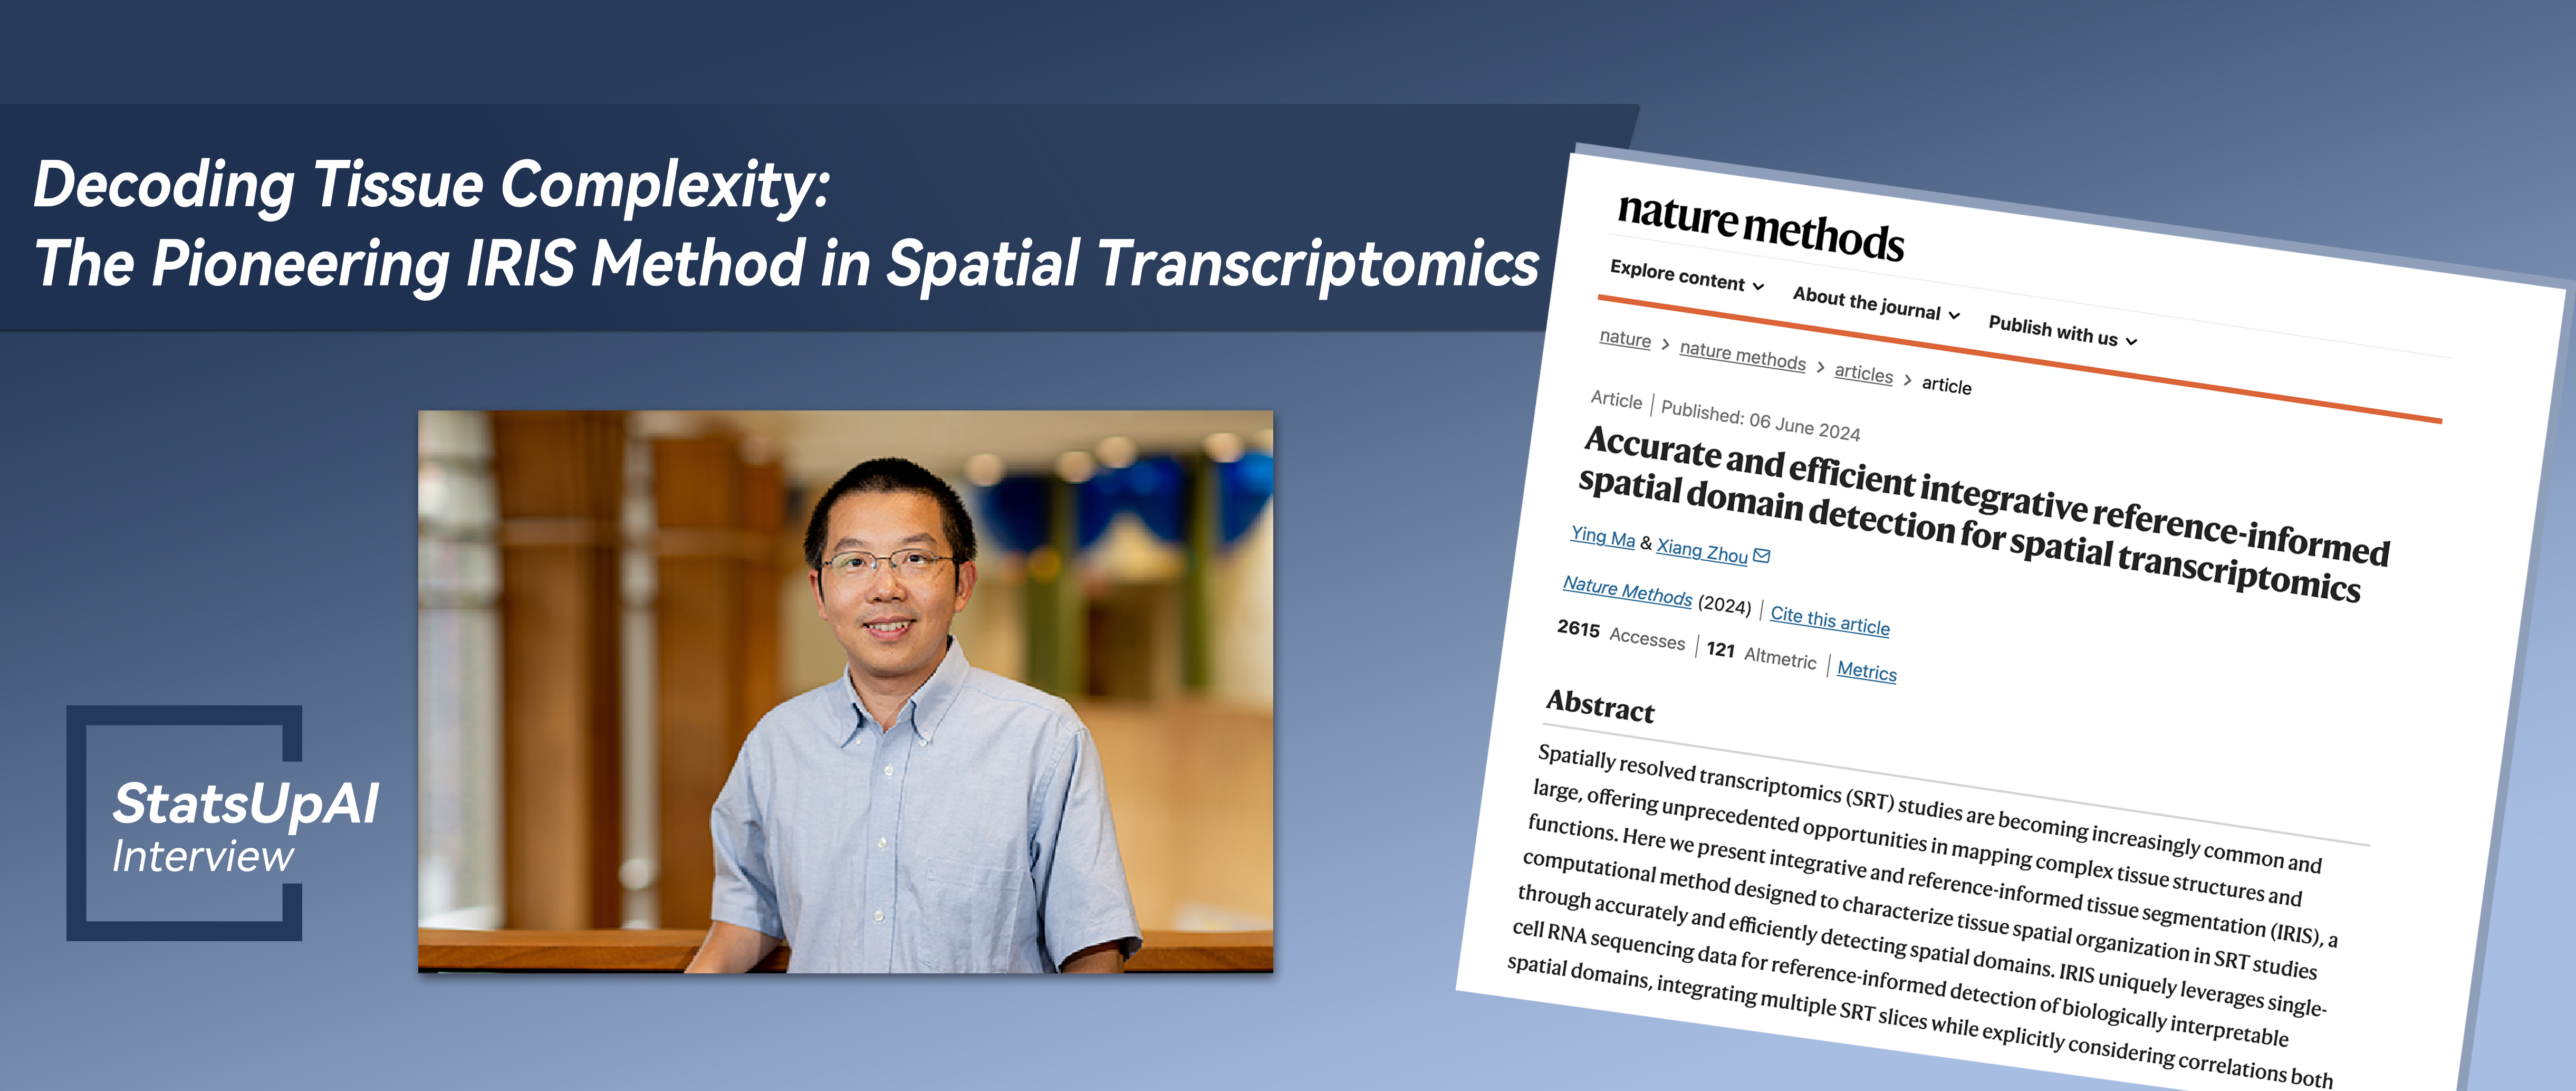 Decoding Tissue Complexity:
The Pioneering IRIS Method in Spatial Transcriptomics
StatsUpAI
Interview
nature methods
Explore content About the journal Publish with us
nature > nature methods > articles > article
Article | Published: 06 June 2024
Accurate and efficient integrative reference-informed
spatial domain detection for spatial transcriptomics
Ying Ma & Xiang Zhou
Nature Methods (2024) | Cite this article
2615 Accesses | 121 Altmetric | Metrics
Abstract
Spatially resolved transcriptomics (SRT) studies are becoming increasingly common and
large, offering unprecedented opportunities in mapping complex tissue structures and
functions. Here we present integrative and reference-informed tissue segmentation (IRIS), a
computational method designed to characterize tissue spatial organization in SRT studies
through accurately and efficiently detecting spatial domains. IRIS uniquely leverages single-
cell RNA sequencing data for reference-informed detection of biologically interpretable
spatial domains, integrating multiple SRT slices while explicitly considering correlations both